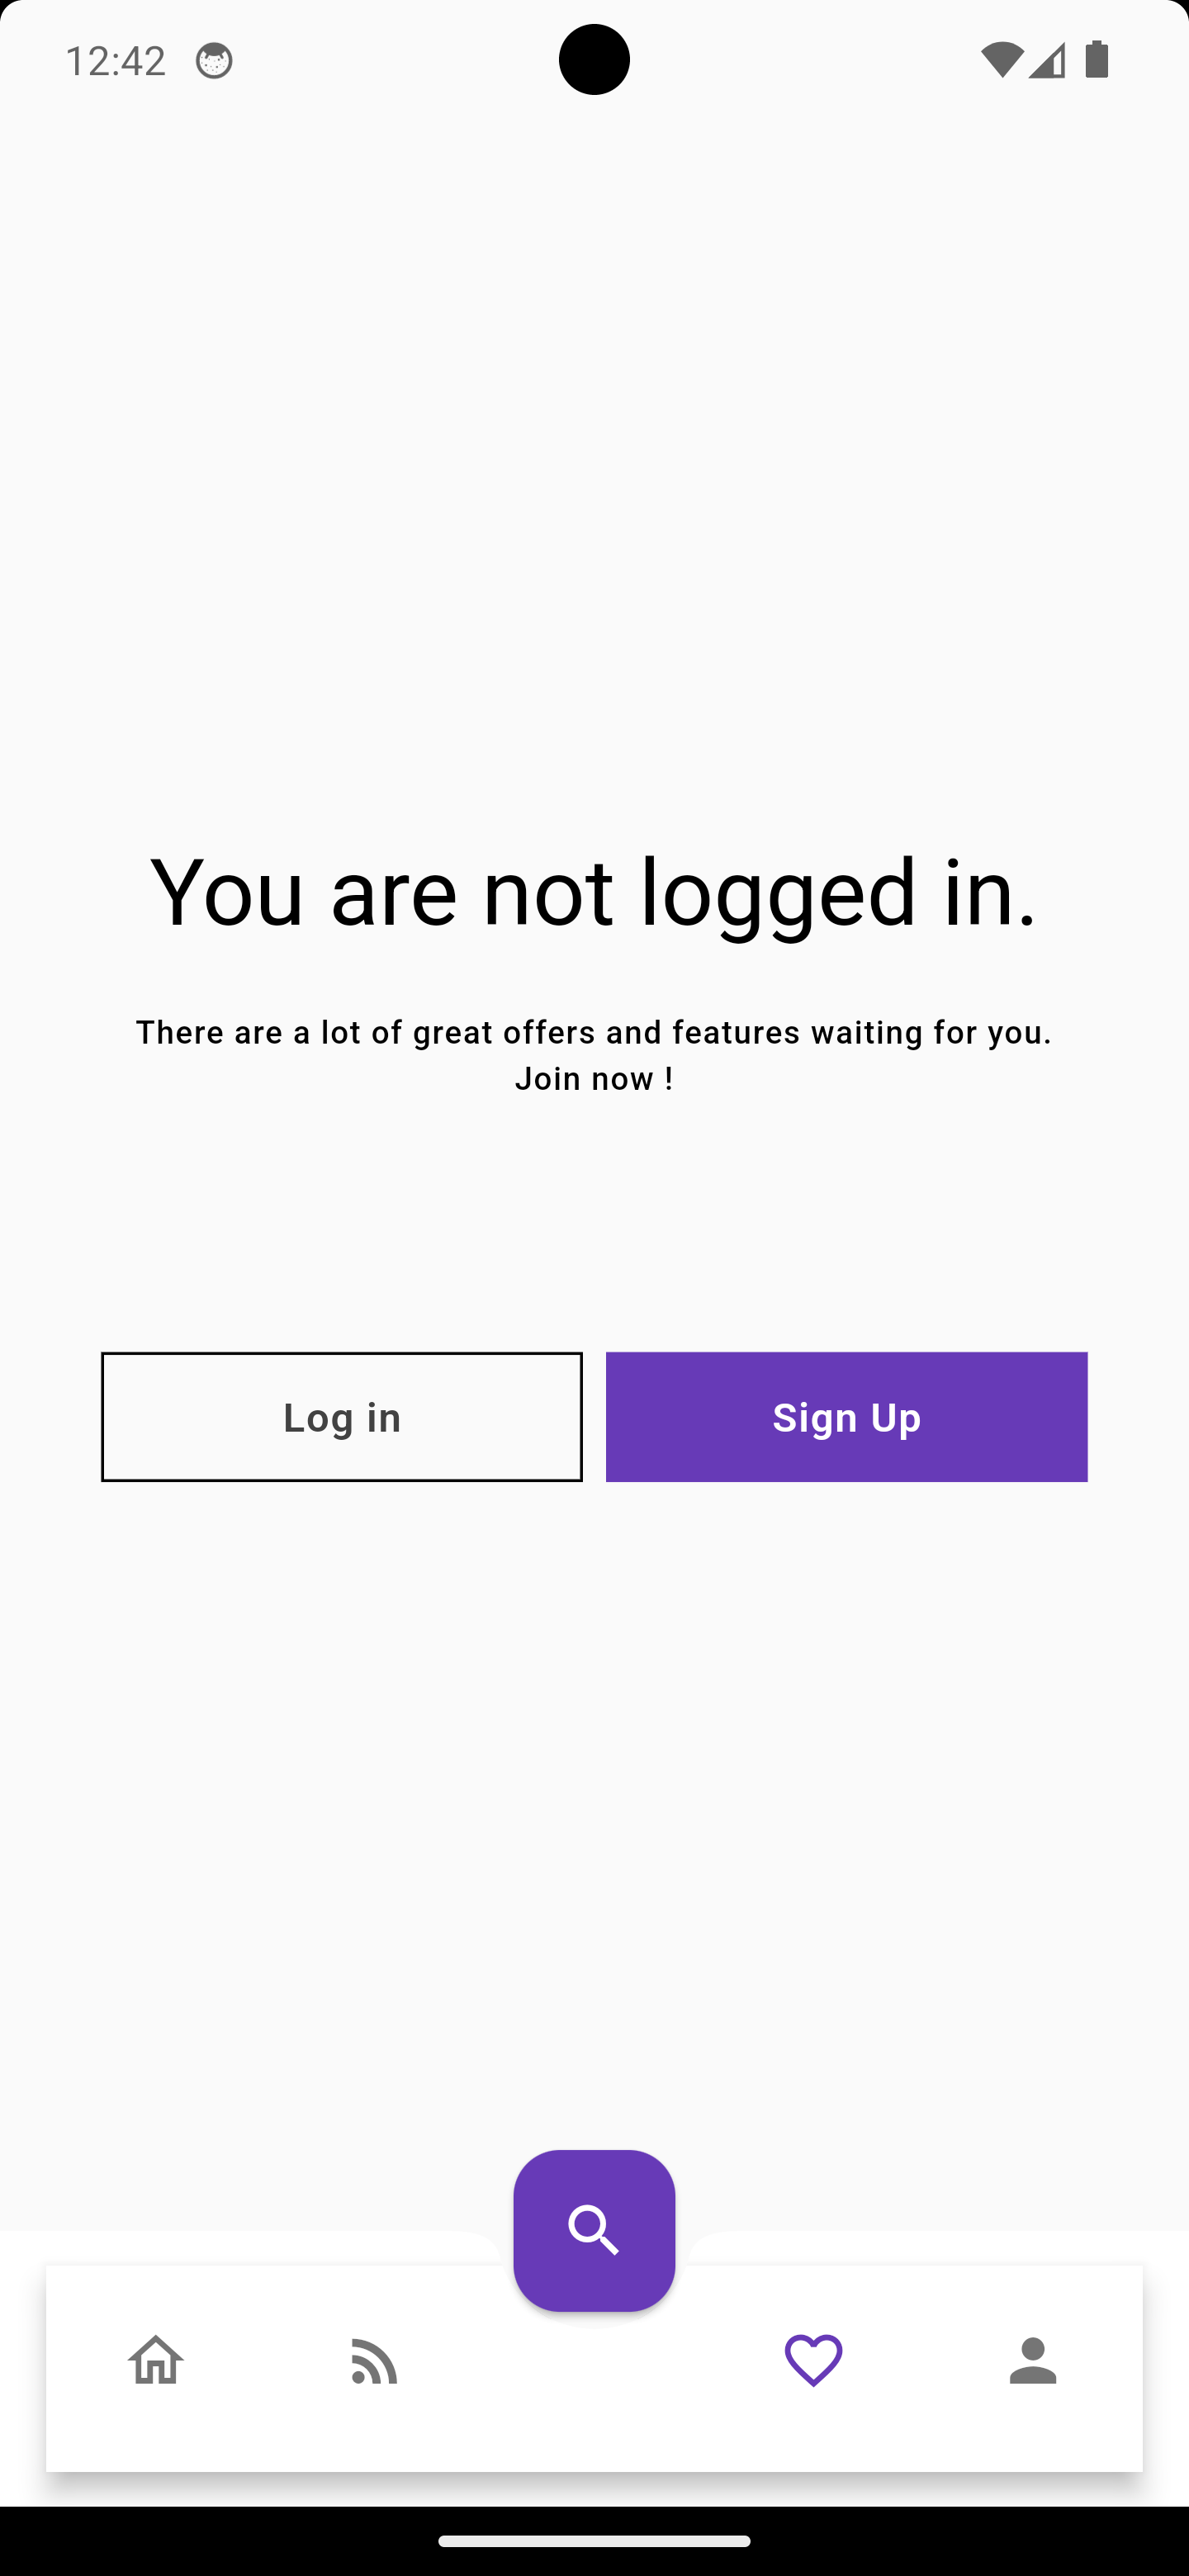 12:42
You are not logged in.
There are a lot of great offers and features waiting for you.
Join now !
Log in
Sign Up